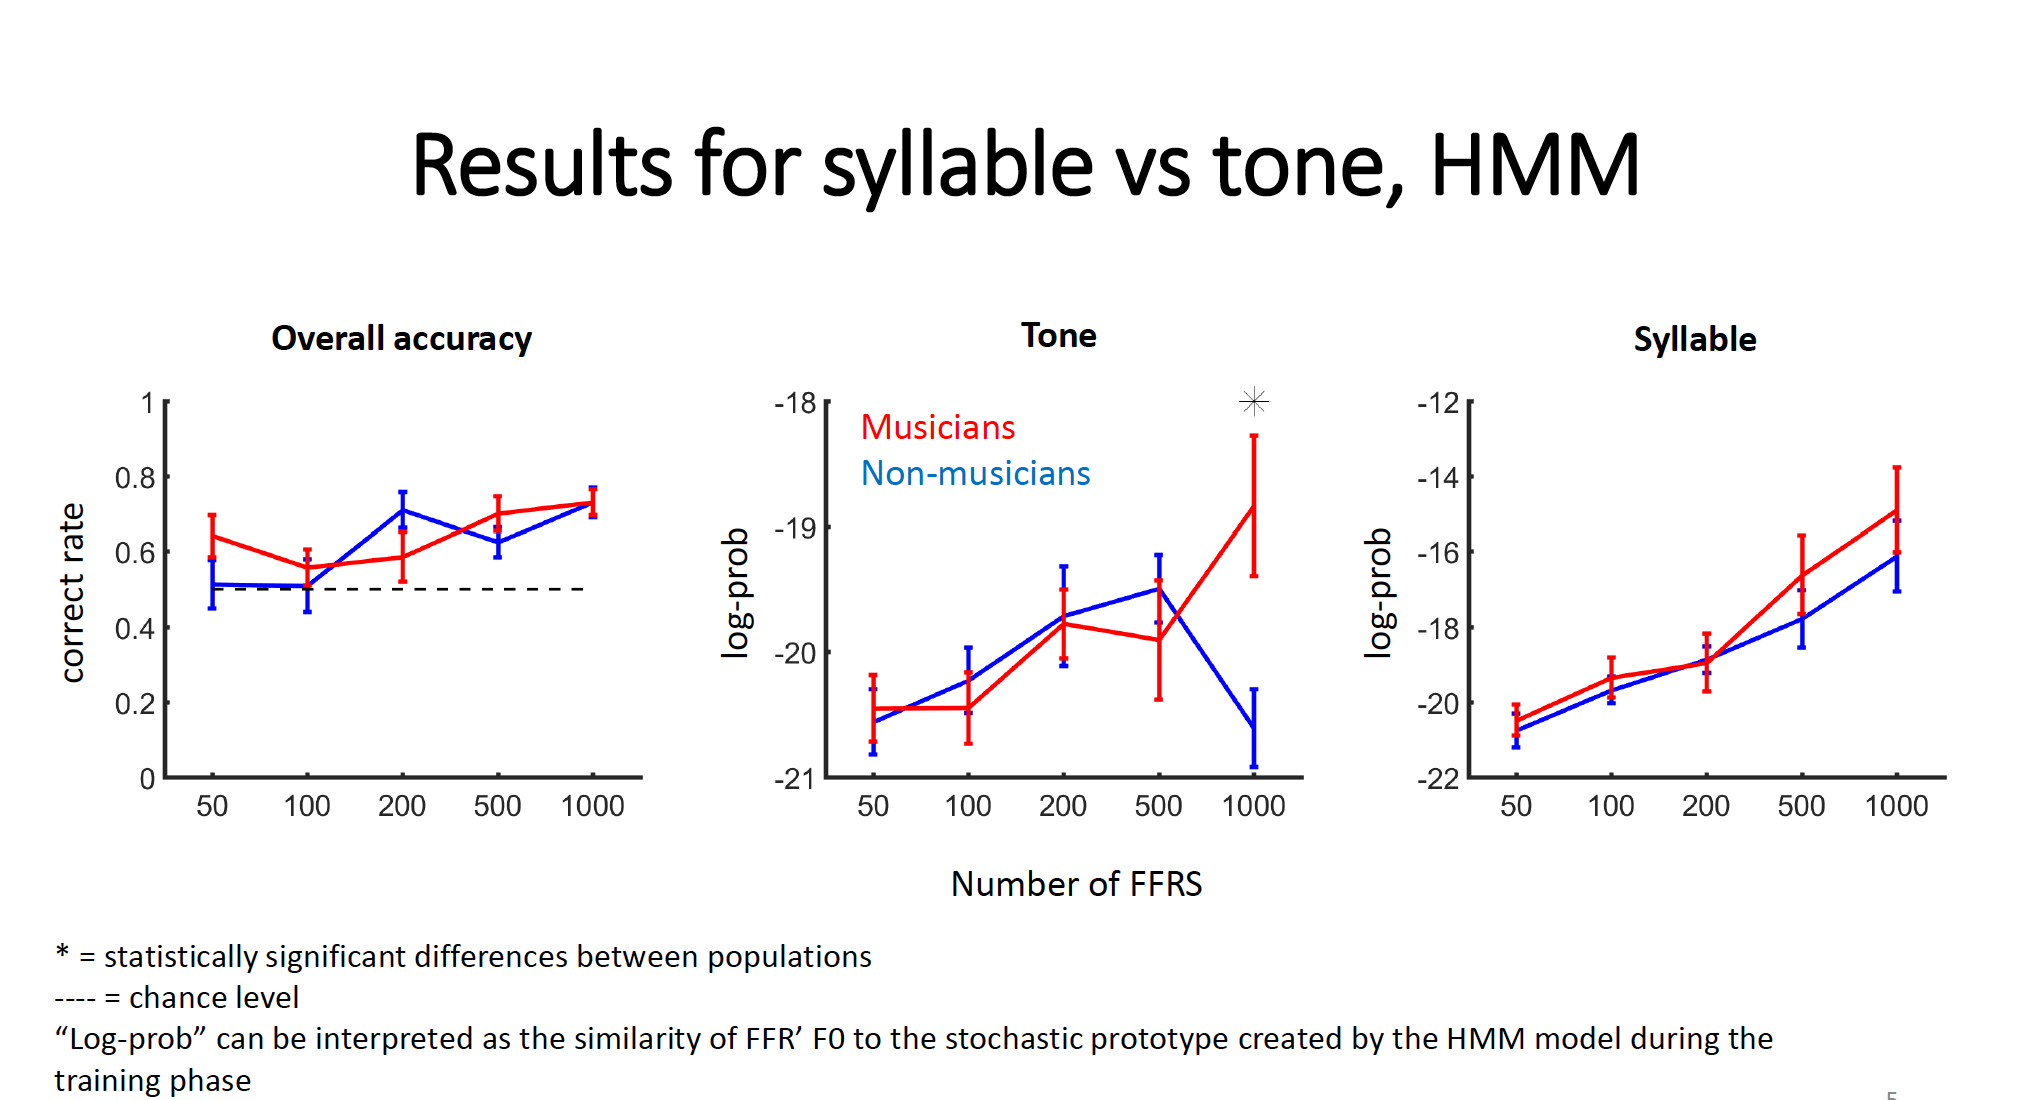 Results for syllable vs tone, HMM
Overall accuracy
correct rate
1
0.8
0.6
0.4
0.2
0
50 100 200 500 1000
Tone
Musicians
Non-musicians
log-prob
-18
-19
-20
-21
50 100 200 500 1000
Syllable
log-prob
-12
-14
-16
-18
-20
-22
50 100 200 500 1000
Number of FFRS
* = statistically significant differences between populations
---- = chance level
“Log-prob” can be interpreted as the similarity of FFR’ F0 to the stochastic prototype created by the HMM model during the
training phase